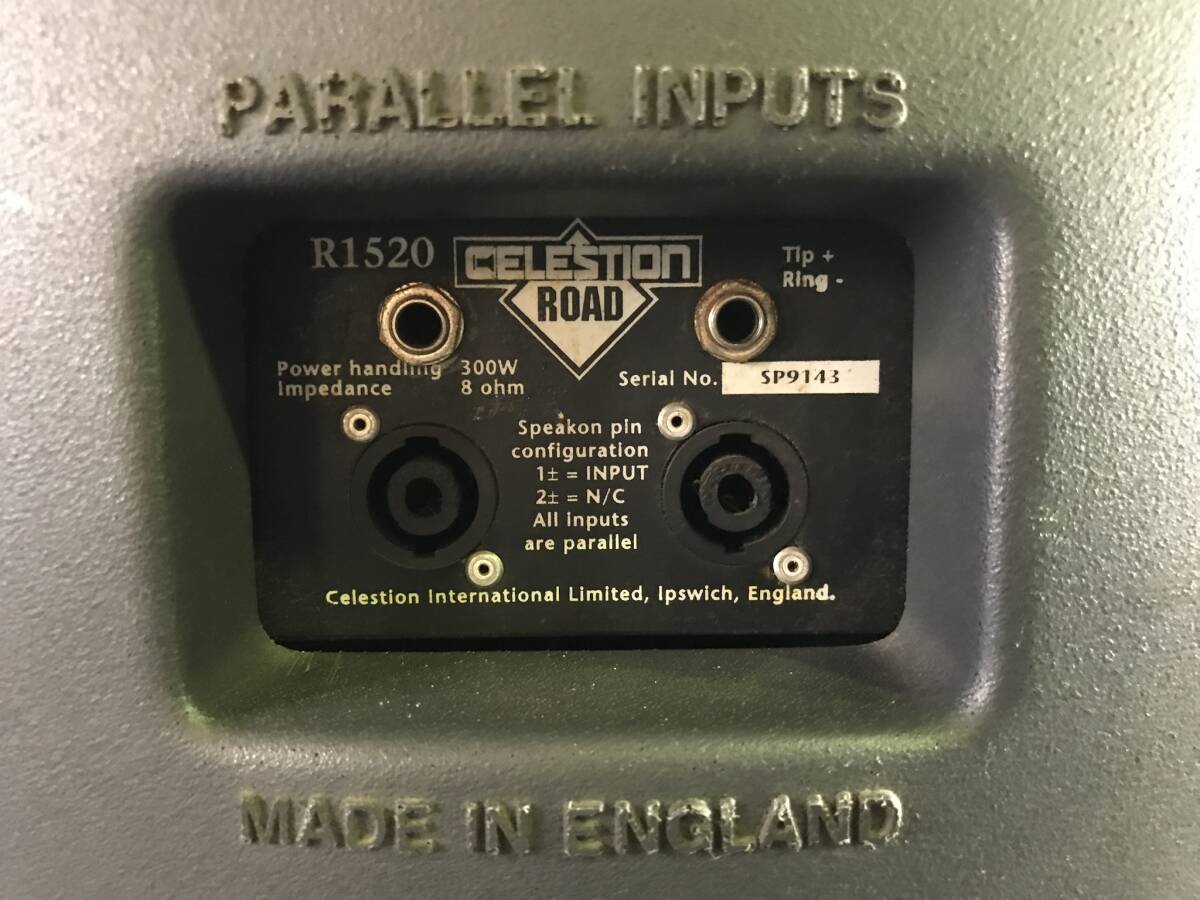 PARALLEL INPUTS
R1520
CELESTION
ROAD
Tip +
Ring -
Power handling 300W
Impedance 8 ohm
Serial No. SP9143
Speakon pin
configuration
1± = INPUT
2± = N/C
All inputs
are parallel
Celestion International Limited, Ipswich, England.
MADE IN ENGLAND